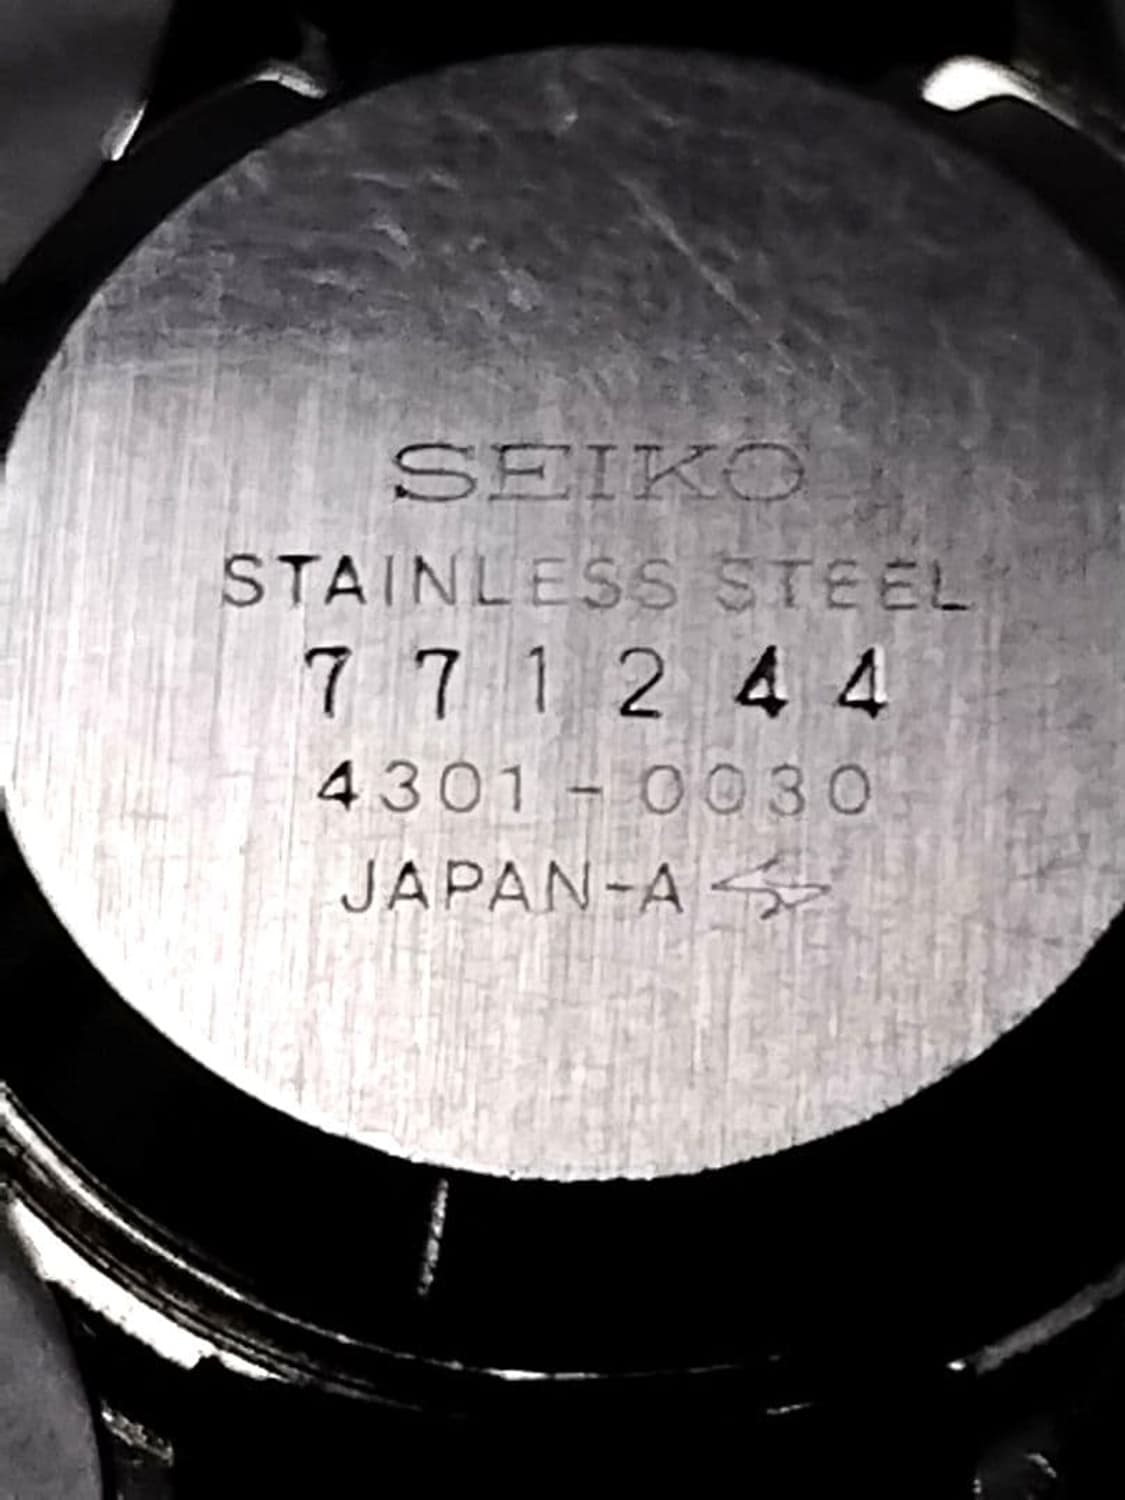 SEIKO
STAINLESS STEEL
771244
4301-0030
JAPAN-A